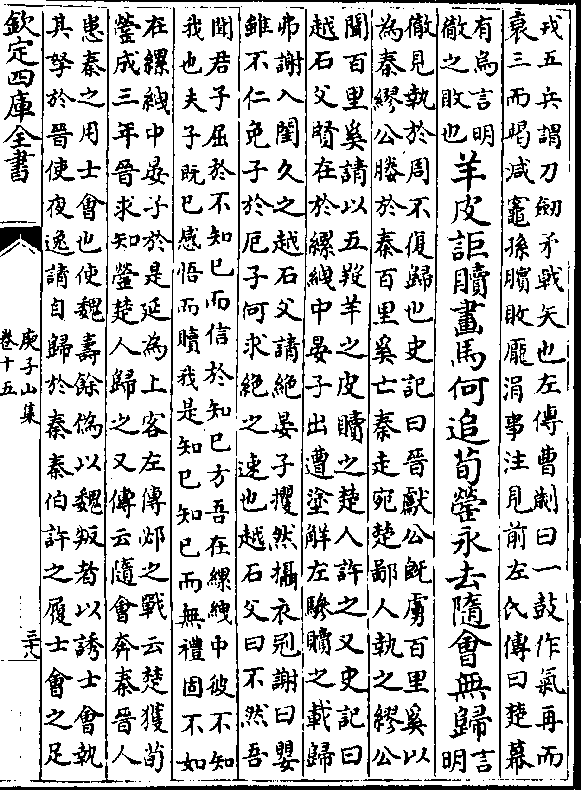 戎五兵謂刀劒矛戰矢也左傳曹劌曰一鼓作氣再而
衰三而竭减竈孫臏敗龎涓事注見前左氏傳曰楚幕
有烏言明
徹之敗也
羊皮詎贖畫馬何追荀罃永去隨會無歸
言
明
徹見執於周不復歸也史記曰晉獻公既虜百里奚以
為秦繆公媵於秦百里奚亡秦走宛楚鄙人執之繆公
聞百里奚請以五羖羊之皮贖之楚人許之又史記曰
越石父賢在於縲絏中晏子出遭塗解左驂贖之載歸
弗謝入閨久之越石父請絶晏子懼然攝衣冠謝曰嬰
雖不仁免子於厄子何求絶之速也越石父曰不然吾
聞君子屈於不知已而信於知已方吾在縲絏中彼不知
我也夫子既已感悟而贖我是知已知已而無禮固不如
在縲絏中晏子於是延為上客左傳邲之戰云楚獲荀
罃成三年晉求知罃楚人歸之又傳云隨會奔秦晉人
患秦之用士會也使魏壽餘偽以魏叛者以誘士會執
其孥於晉使夜逸請自歸於秦秦伯許之履士會之足
欽定四庫全書
庾子山集
卷十五
三六